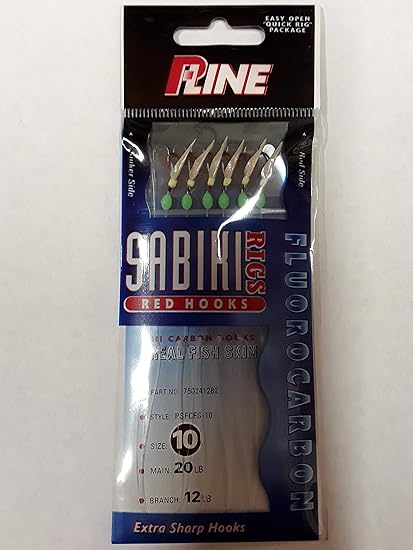 EASY OPEN
"QUICK RIG"
PACKAGE
P-LINE
Sinker Side
Rod Side
SABIKI
RIGS
RED HOOKS
FLUOROCARBON
HI CARBON HOOKS
REAL FISH SKIN
PART NO: 750241282
STYLE: PSFCFS-10
SIZE: 10
MAIN: 20LB
BRANCH: 12LB
Extra Sharp Hooks